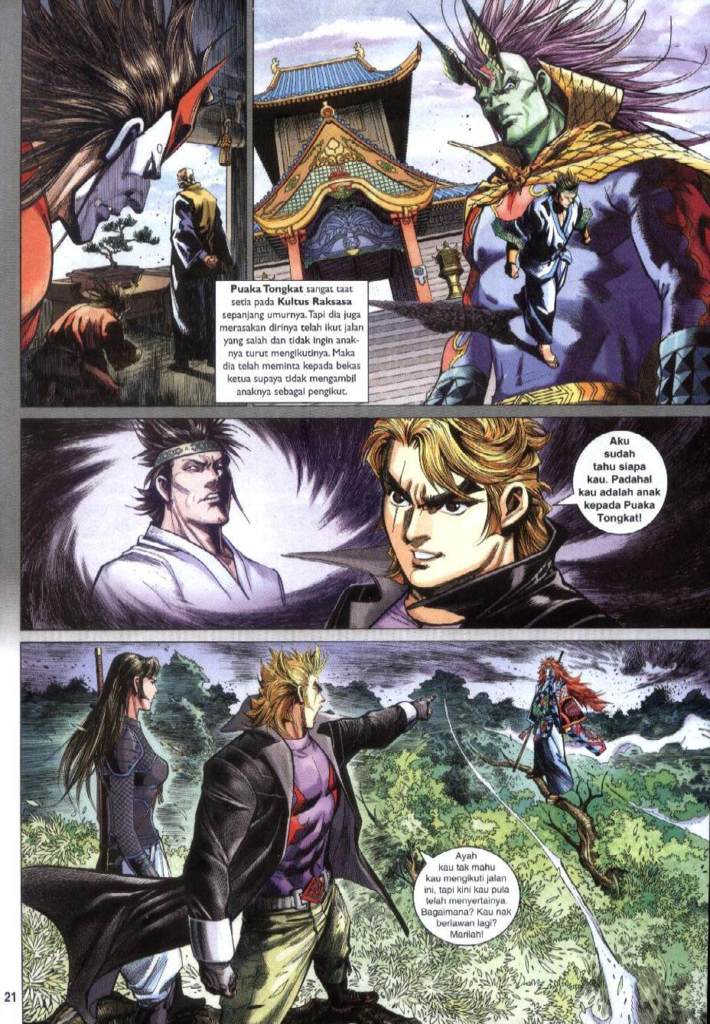 Puaka Tongkat sangat taat
setia pada Kultus Raksasa
sepanjang umurnya. Tapi dia juga
merasakan dirinya telah ikut jalan
yang salah dan tidak ingin anak-
nya turut mengikutinya. Maka
dia telah meminta kepada bekas
ketua supaya tidak mengambil
anaknya sebagai pengikut.
Aku
sudah
tahu siapa
kau. Padahal
kau adalah anak
kepada Puaka
Tongkat!
Ayah
kau tak mahu
kau mengikuti jalan
ini, tapi kini kau pula
telah menyertainya.
Bagaimana? Kau nak
berlawan lagi?
Marilah!
21